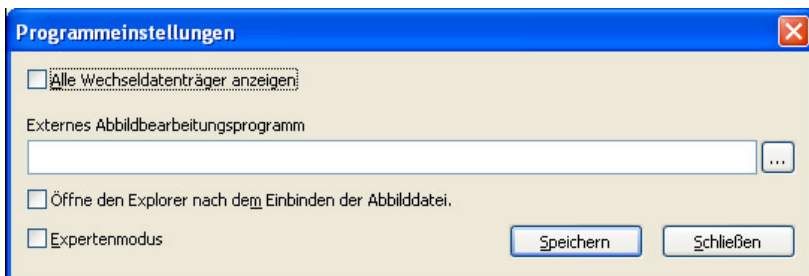 Programmeinstellungen
Alle Wechseldatenträger anzeigen
Externes Abbildbearbeitungsprogramm
...
Öffne den Explorer nach dem Einbinden der Abbilddatei.
Expertenmodus Speichern Schließen